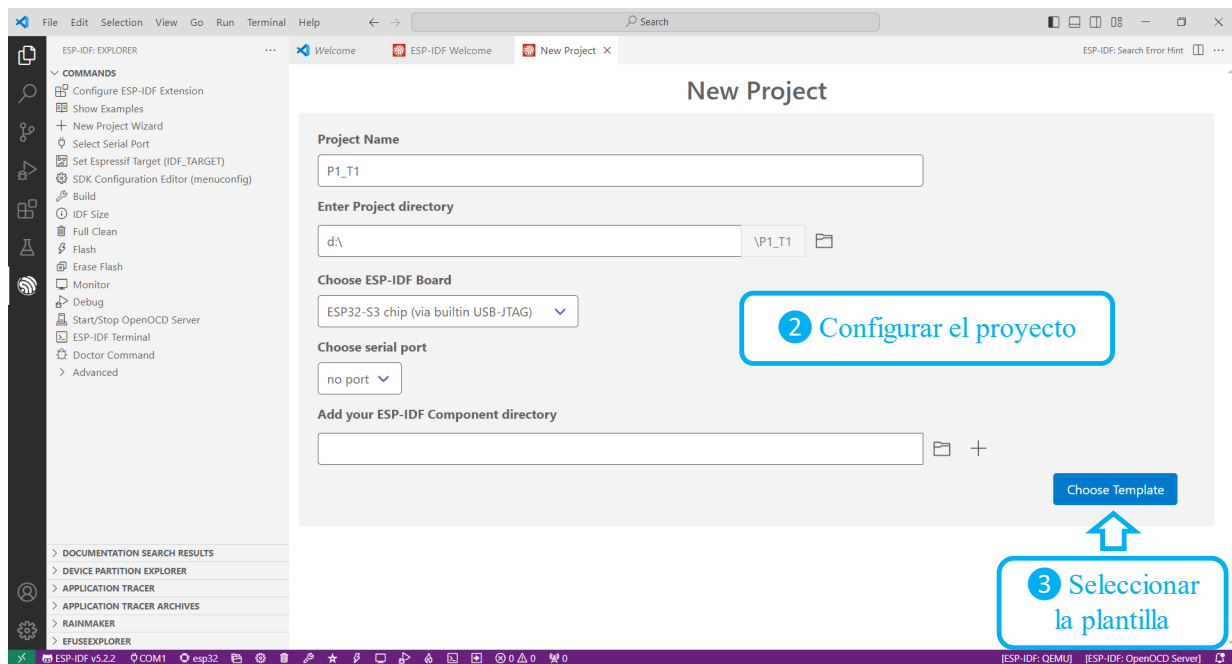 File Edit Selection View Go Run Terminal Help
Search
ESP-IDF: EXPLORER
Welcome
ESP-IDF Welcome
New Project
ESP-IDF: Search Error Hint
COMMANDS
Configure ESP-IDF Extension
Show Examples
New Project Wizard
Select Serial Port
Set Espressif Target (IDF_TARGET)
SDK Configuration Editor (menuconfig)
Build
IDF Size
Full Clean
Flash
Erase Flash
Monitor
Debug
Start/Stop OpenOCD Server
ESP-IDF Terminal
Doctor Command
Advanced
DOCUMENTATION SEARCH RESULTS
DEVICE PARTITION EXPLORER
APPLICATION TRACER
APPLICATION TRACER ARCHIVES
RAINMAKER
EFUSEEXPLORER
New Project
Project Name
P1_T1
Enter Project directory
d:\ \P1_T1
Choose ESP-IDF Board
ESP32-S3 chip (via builtin USB-JTAG)
Choose serial port
no port
Add your ESP-IDF Component directory
Choose Template
2 Configurar el proyecto
3 Seleccionar
la plantilla
ESP-IDF v5.2.2 COM1 esp32 0 0 0 [ESP-IDF: QEMU] [ESP-IDF: OpenOCD Server]